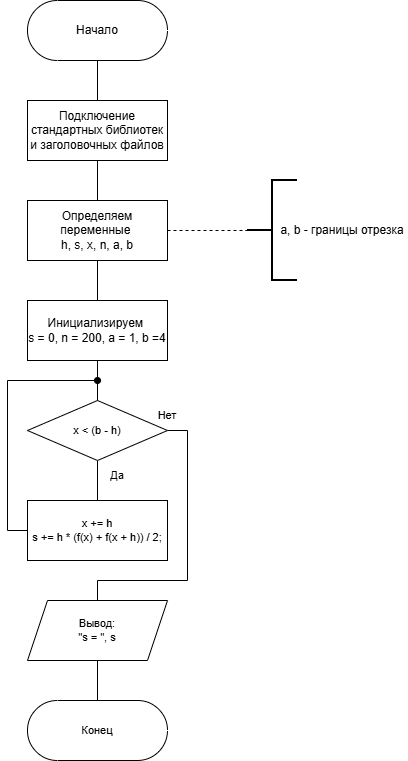 Начало
Подключение
стандартных библиотек
и заголовочных файлов
Определяем
переменные
h, s, x, n, a, b
a, b - границы отрезка
Инициализируем
s = 0, n = 200, a = 1, b =4
Нет
x < (b - h)
Да
x += h
s += h * (f(x) + f(x + h)) / 2;
Вывод:
"s = ", s
Конец